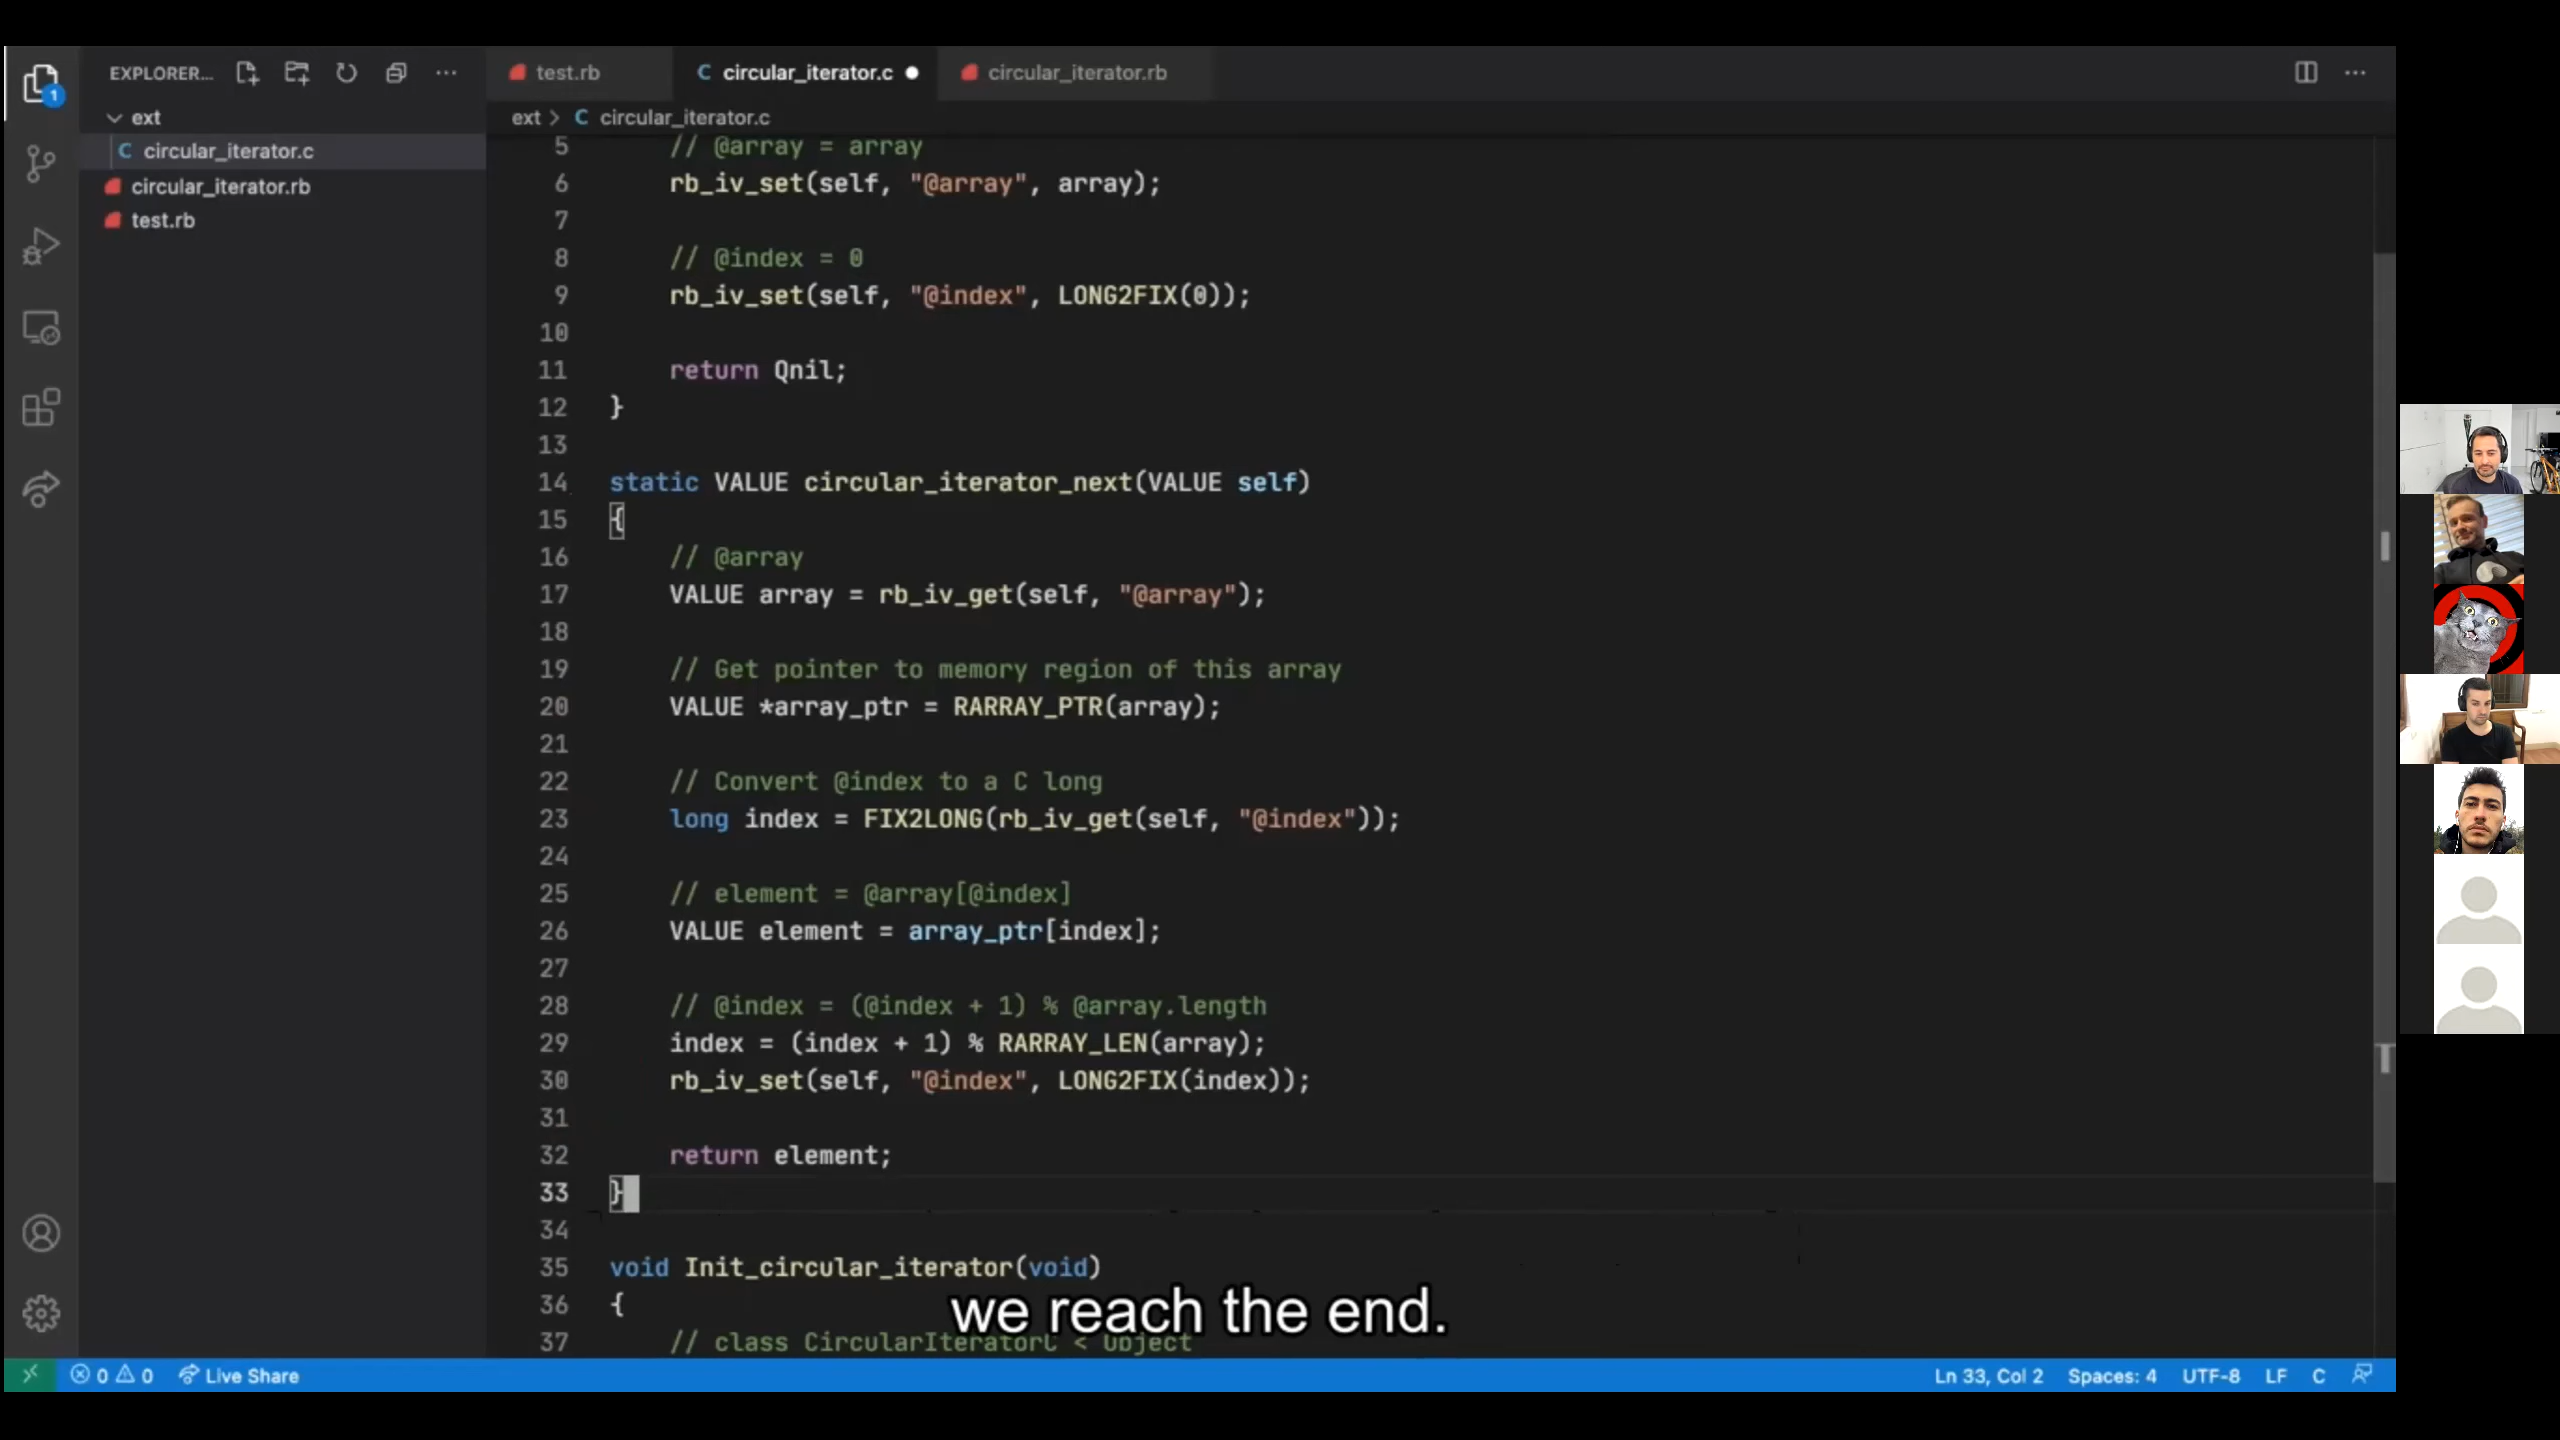 EXPLORER...
1
ext
circular_iterator.c
circular_iterator.rb
test.rb
test.rb
circular_iterator.c
circular_iterator.rb
ext > circular_iterator.c
5 // @array = array
6 rb_iv_set(self, "@array", array);
7
8 // @index = 0
9 rb_iv_set(self, "@index", LONG2FIX(0));
10
11 return Qnil;
12 }
13
14 static VALUE circular_iterator_next(VALUE self)
15 {
16 // @array
17 VALUE array = rb_iv_get(self, "@array");
18
19 // Get pointer to memory region of this array
20 VALUE *array_ptr = RARRAY_PTR(array);
21
22 // Convert @index to a C long
23 long index = FIX2LONG(rb_iv_get(self, "@index"));
24
25 // element = @array[@index]
26 VALUE element = array_ptr[index];
27
28 // @index = (@index + 1) % @array.length
29 index = (index + 1) % RARRAY_LEN(array);
30 rb_iv_set(self, "@index", LONG2FIX(index));
31
32 return element;
33 }
34
35 void Init_circular_iterator(void)
36 {
37 // class CircularIteratorC < Object
we reach the end.
0 0 Live Share
Ln 33, Col 2 Spaces: 4 UTF-8 LF C